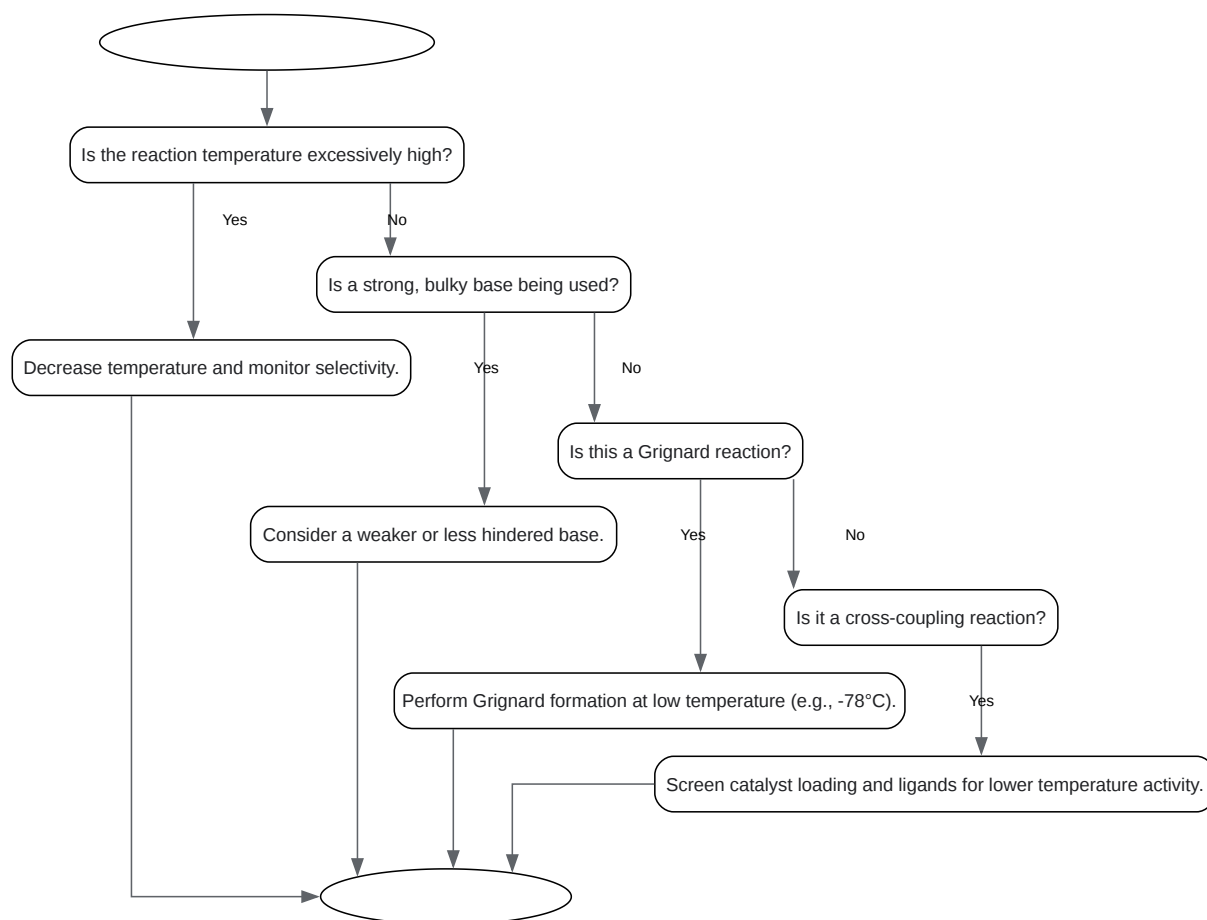 Is the reaction temperature excessively high?
Yes
No
Is a strong, bulky base being used?
Decrease temperature and monitor selectivity.
Yes
No
Is this a Grignard reaction?
Consider a weaker or less hindered base.
Yes
No
Is it a cross-coupling reaction?
Perform Grignard formation at low temperature (e.g., -78°C).
Yes
Screen catalyst loading and ligands for lower temperature activity.